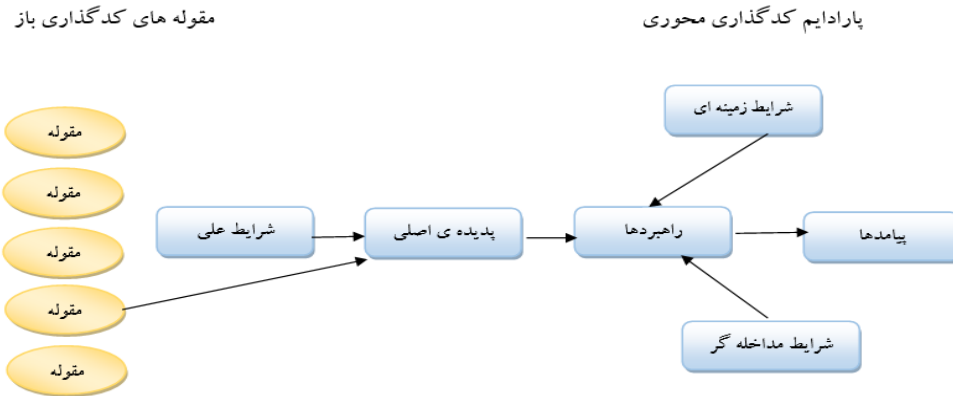 پارادایم کدگذاری محوری
مقوله های کدگذاری باز
شرایط زمینه ای
مقوله
مقوله
شرایط علی
پدیده ی اصلی
راهبردها
پیامدها
مقوله
مقوله
شرایط مداخله گر
مقوله